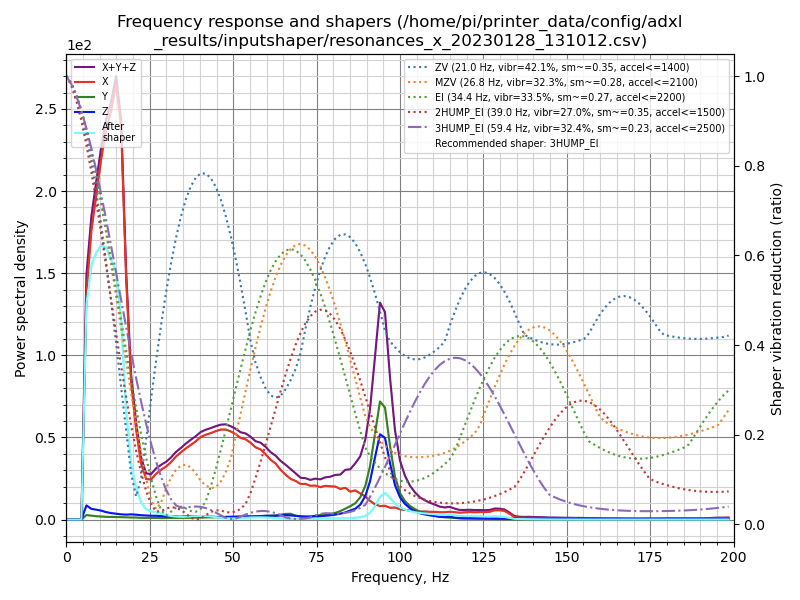 Frequency response and shapers (/home/pi/printer_data/config/adxl
_results/inputshaper/resonances_x_20230128_131012.csv)
1e2
X+Y+Z
X
Y
Z
After
shaper
ZV (21.0 Hz, vibr=42.1%, sm~=0.35, accel<=1400)
MZV (26.8 Hz, vibr=32.3%, sm~=0.28, accel<=2100)
EI (34.4 Hz, vibr=33.5%, sm~=0.27, accel<=2200)
2HUMP_EI (39.0 Hz, vibr=27.0%, sm~=0.35, accel<=1500)
3HUMP_EI (59.4 Hz, vibr=32.4%, sm~=0.23, accel<=2500)
Recommended shaper: 3HUMP_EI
Power spectral density
2.5
2.0
1.5
1.0
0.5
0.0
1.0
0.8
0.6
0.4
0.2
0.0
Shaper vibration reduction (ratio)
0 25 50 75 100 125 150 175 200
Frequency, Hz